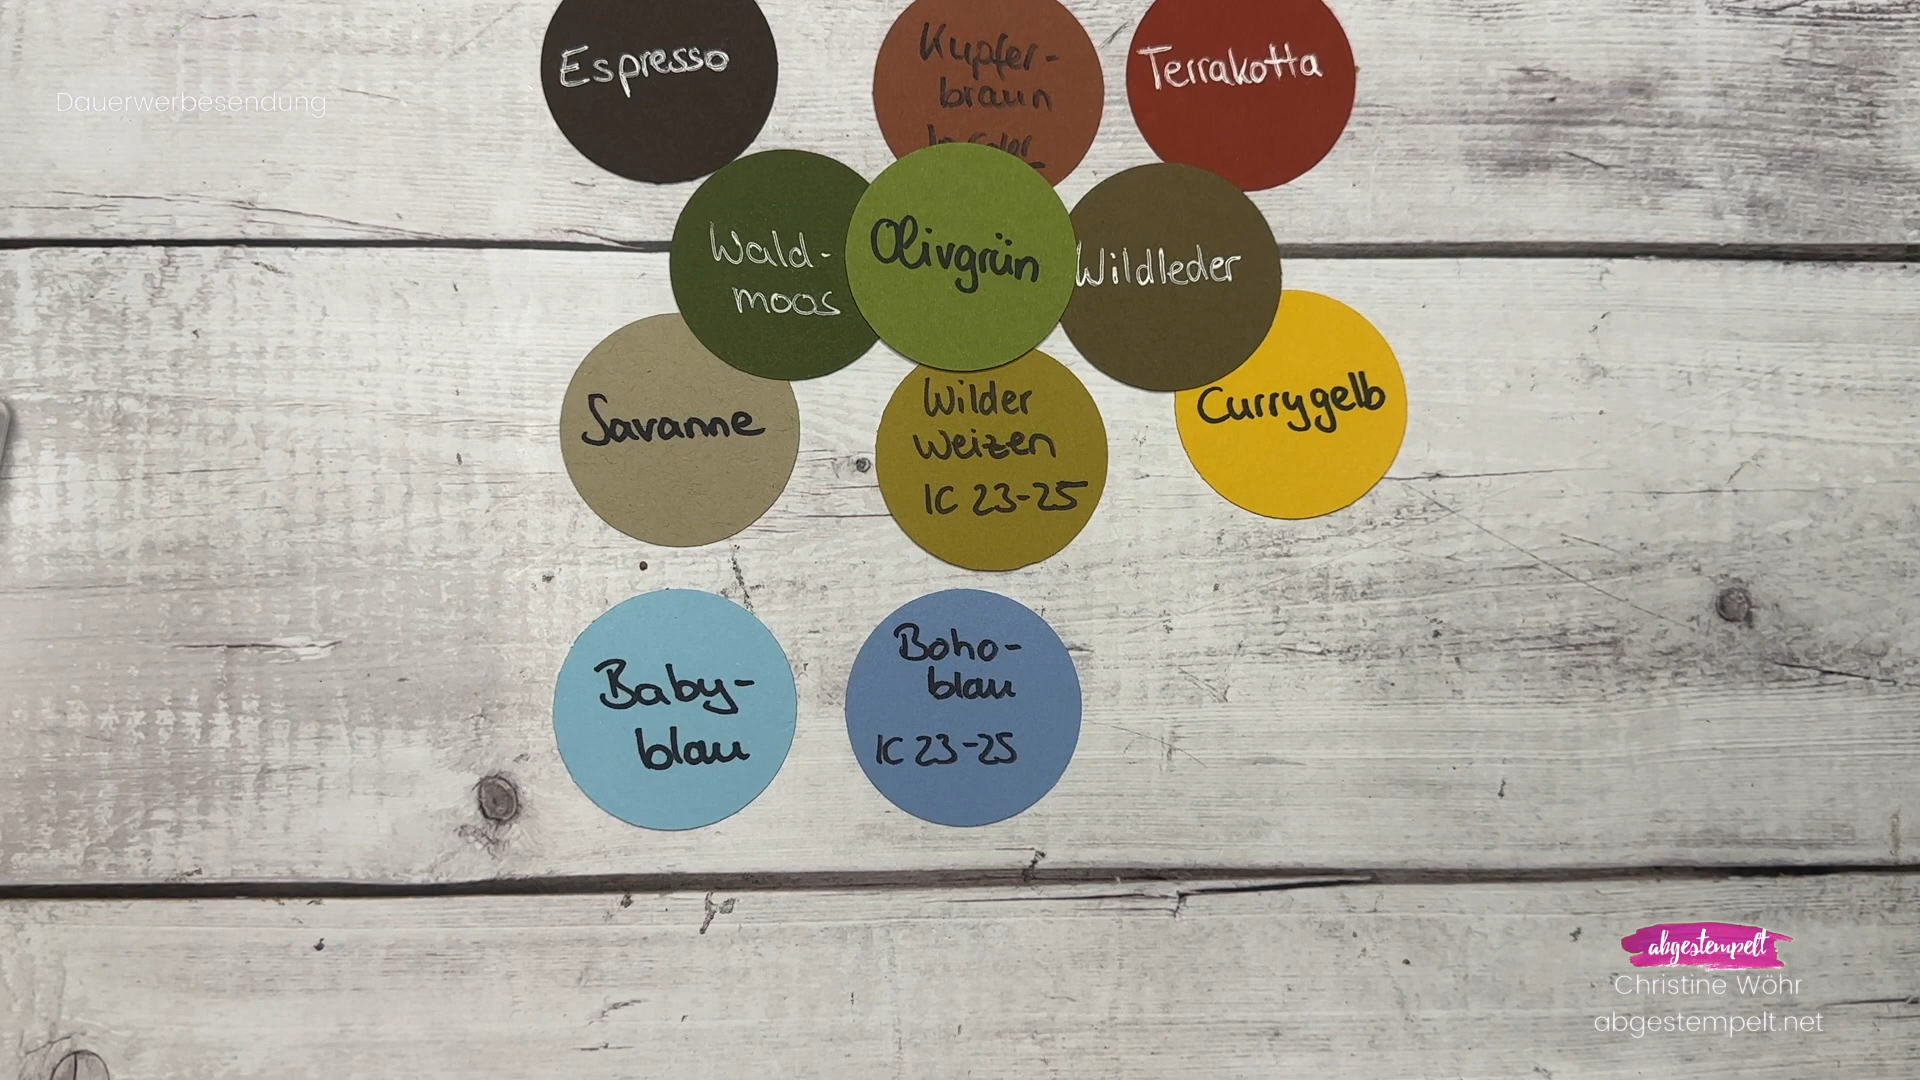 Dauerwerbesendung
Espresso
Kupfer-
braun
Terrakotta
Wald-
moos
Olivgrün
Wildleder
Savanne
Wilder
Weizen
IC 23-25
Currygelb
Baby-
blau
Boho-
blau
IC 23-25
abgestempelt
Christine Wöhr
abgestempelt.net